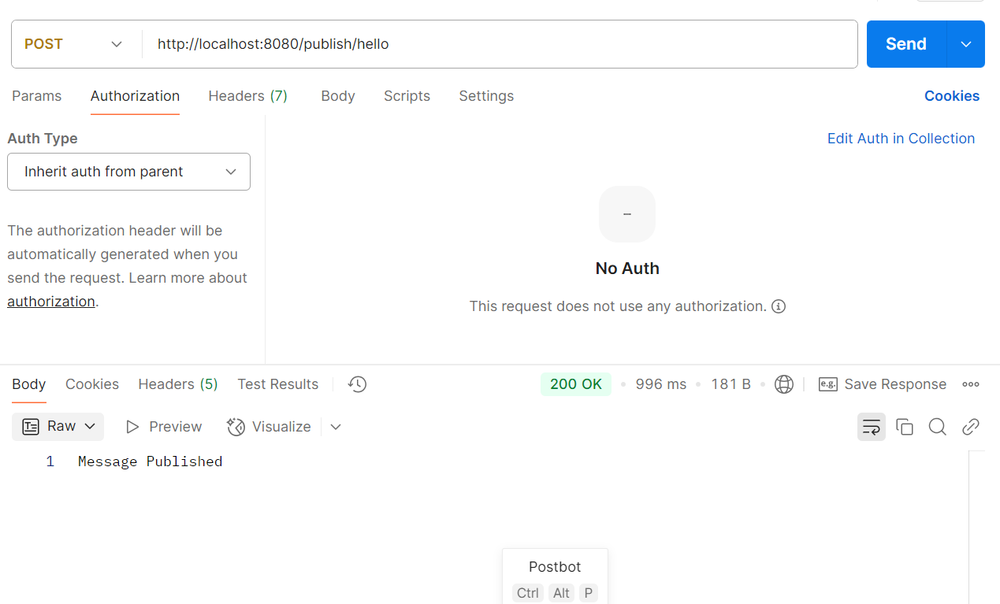 POST http://localhost:8080/publish/hello Send
Params Authorization Headers (7) Body Scripts Settings Cookies
Auth Type Edit Auth in Collection
Inherit auth from parent
The authorization header will be
automatically generated when you
send the request. Learn more about
authorization.
No Auth
This request does not use any authorization.
Body Cookies Headers (5) Test Results 200 OK • 996 ms • 181 B • e.g. Save Response
Raw Preview Visualize
1 Message Published
Postbot
Ctrl Alt P